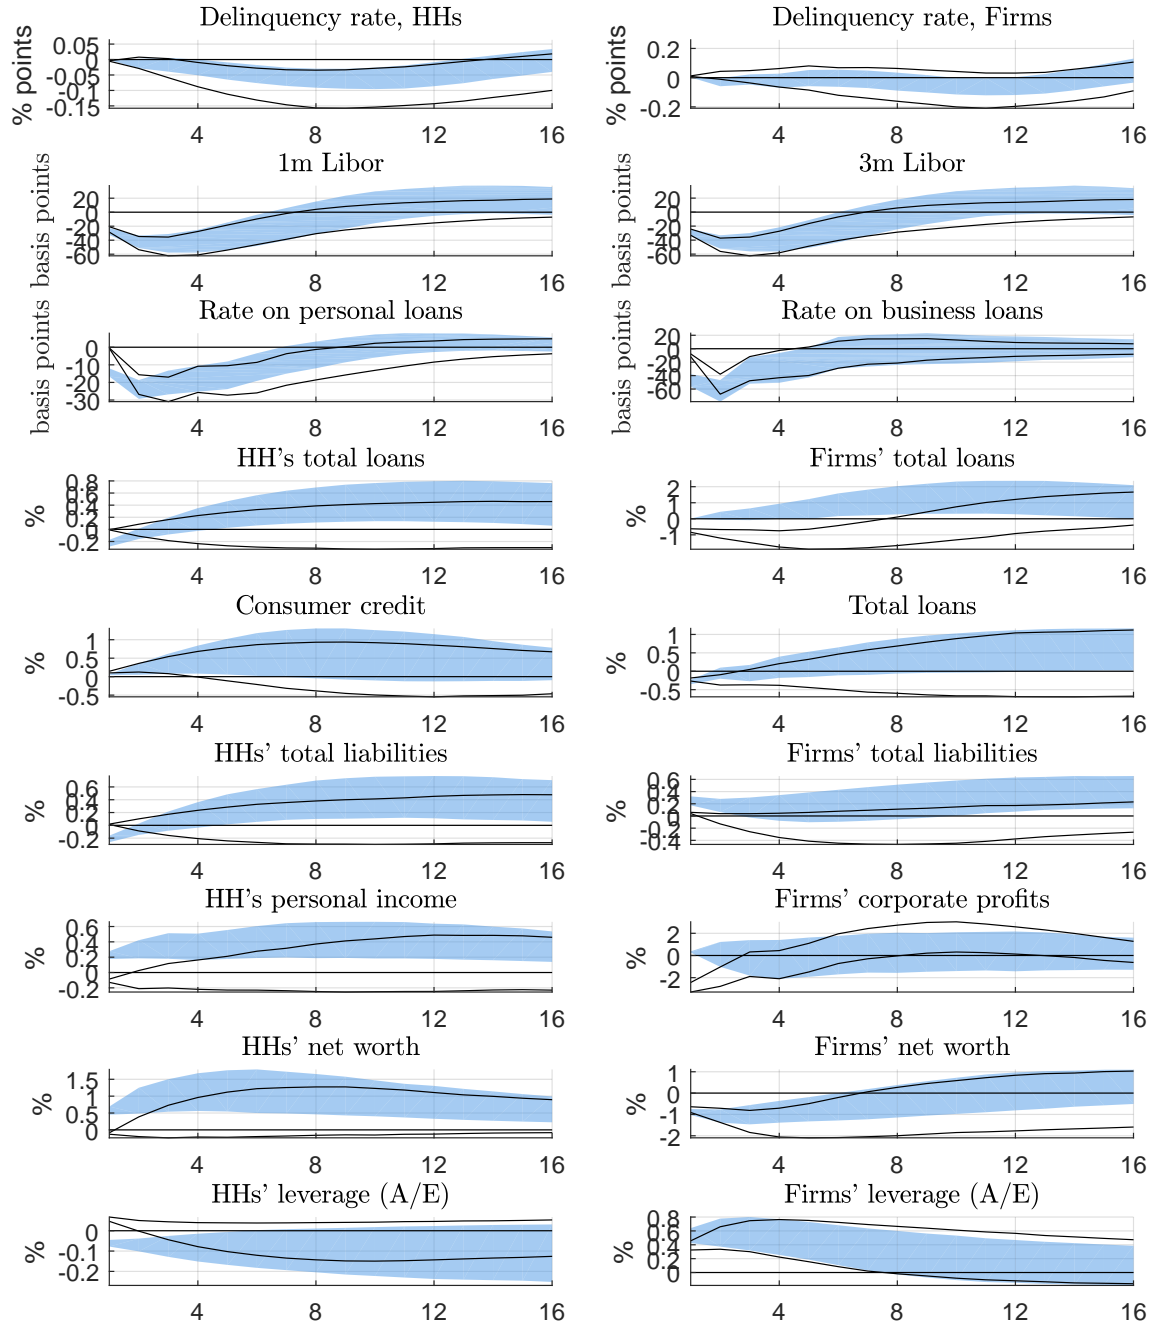 Delinquency rate, HHs
% points
0.05
0
-0.05
-0.1
-0.15
4 8 12 16
Delinquency rate, Firms
% points
0.2
0
-0.2
4 8 12 16
1m Libor
basis points
20
0
-20
-40
-60
4 8 12 16
3m Libor
basis points
20
0
-20
-40
-60
4 8 12 16
Rate on personal loans
basis points
0
-10
-20
-30
4 8 12 16
Rate on business loans
basis points
20
0
-20
-40
-60
4 8 12 16
HH's total loans
%
0.8
0.6
0.4
0.2
0
-0.2
4 8 12 16
Firms' total loans
%
2
1
0
-1
4 8 12 16
Consumer credit
%
1
0.5
0
-0.5
4 8 12 16
Total loans
%
1
0.5
0
-0.5
4 8 12 16
HHs' total liabilities
%
0.6
0.4
0.2
0
-0.2
4 8 12 16
Firms' total liabilities
%
0.6
0.4
0.2
0
-0.2
-0.4
4 8 12 16
HH's personal income
%
0.6
0.4
0.2
0
-0.2
4 8 12 16
Firms' corporate profits
%
2
0
-2
4 8 12 16
HHs' net worth
%
1.5
1
0.5
0
4 8 12 16
Firms' net worth
%
1
0
-1
-2
4 8 12 16
HHs' leverage (A/E)
%
0
-0.1
-0.2
4 8 12 16
Firms' leverage (A/E)
%
0.8
0.6
0.4
0.2
0
4 8 12 16